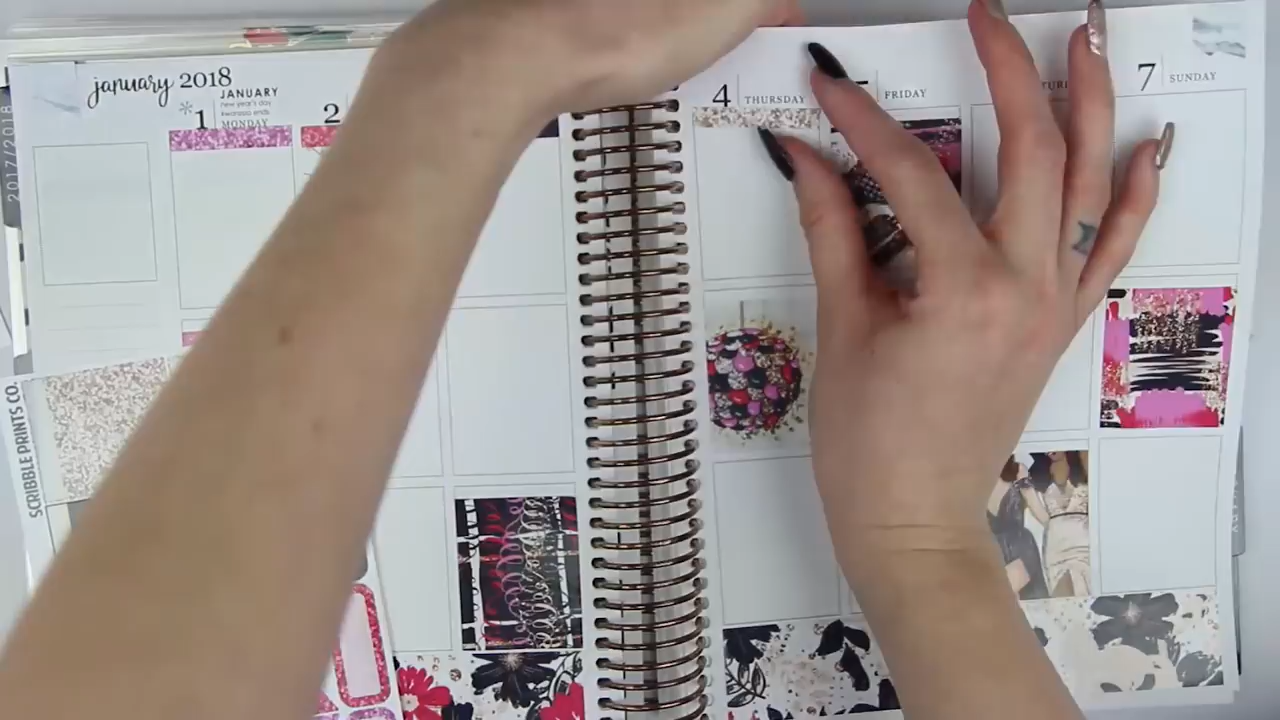 january 2018
JANUARY
new year's day
kwanzaa ends
* 1 MONDAY
2
4 THURSDAY
FRIDAY
7 SUNDAY
2017/2018
SCRIBBLE PRINTS CO.